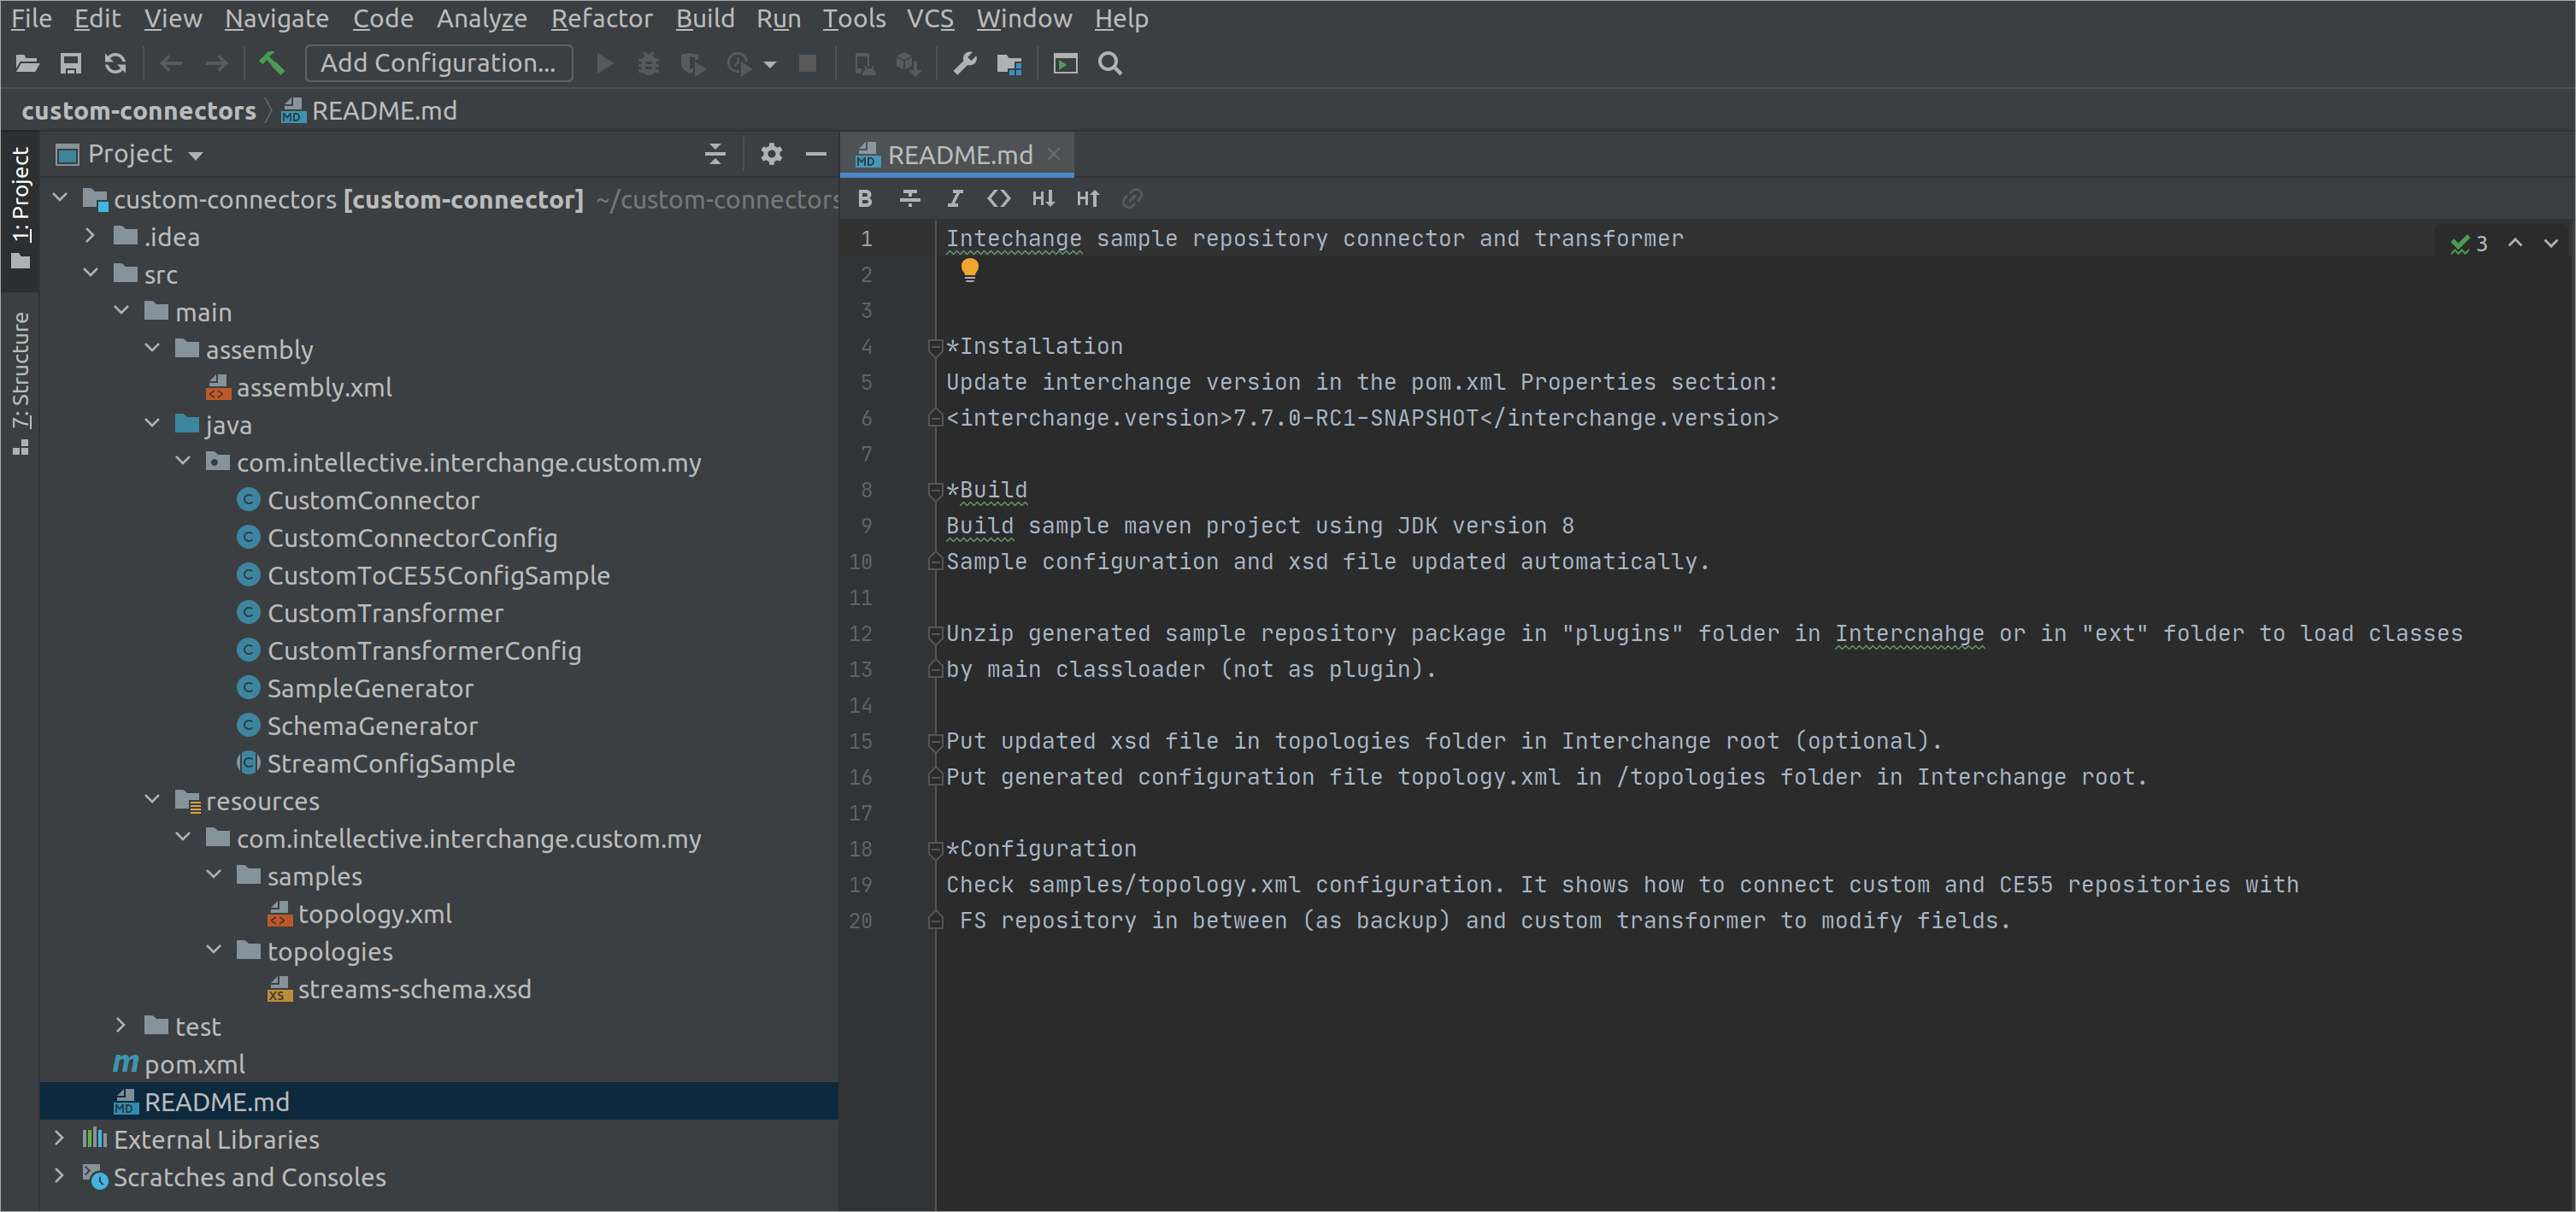 File Edit View Navigate Code Analyze Refactor Build Run Tools VCS Window Help
Add Configuration...
custom-connectors README.md
1: Project
7: Structure
Project
custom-connectors [custom-connector] ~/custom-connectors
.idea
src
main
assembly
assembly.xml
java
com.intellective.interchange.custom.my
CustomConnector
CustomConnectorConfig
CustomToCE55ConfigSample
CustomTransformer
CustomTransformerConfig
SampleGenerator
SchemaGenerator
StreamConfigSample
resources
com.intellective.interchange.custom.my
samples
topology.xml
topologies
streams-schema.xsd
test
pom.xml
README.md
External Libraries
Scratches and Consoles
README.md
1 Intechange sample repository connector and transformer
3
2
3
4 *Installation
5 Update interchange version in the pom.xml Properties section:
6 <interchange.version>7.7.0-RC1-SNAPSHOT</interchange.version>
7
8 *Build
9 Build sample maven project using JDK version 8
10 Sample configuration and xsd file updated automatically.
11
12 Unzip generated sample repository package in "plugins" folder in Intercnahge or in "ext" folder to load classes
13 by main classloader (not as plugin).
14
15 Put updated xsd file in topologies folder in Interchange root (optional).
16 Put generated configuration file topology.xml in /topologies folder in Interchange root.
17
18 *Configuration
19 Check samples/topology.xml configuration. It shows how to connect custom and CE55 repositories with
20 FS repository in between (as backup) and custom transformer to modify fields.